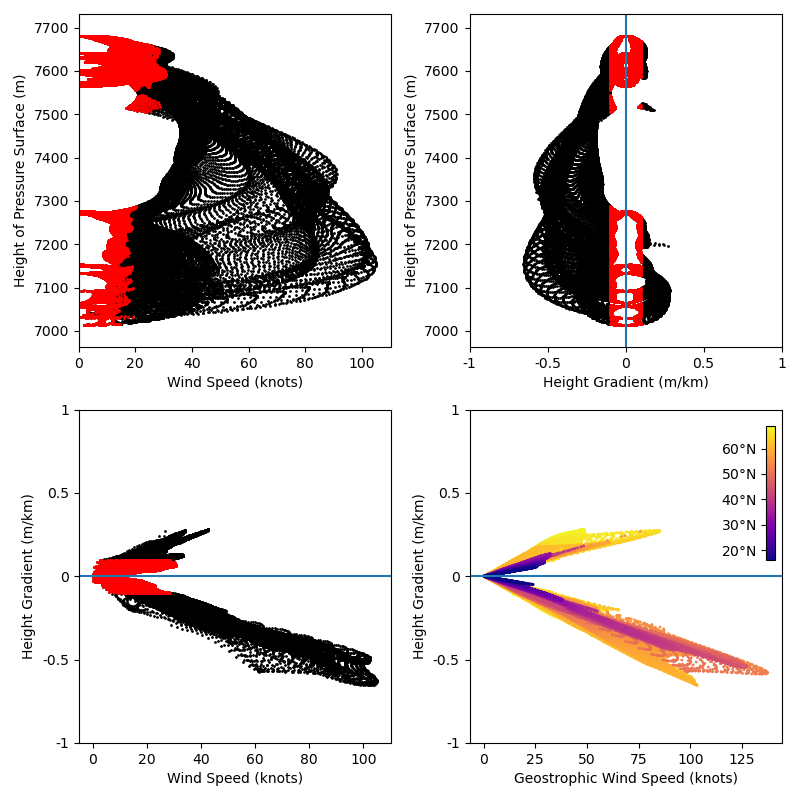 7700
7600
7500
7400
7300
7200
7100
7000
Height of Pressure Surface (m)
0 20 40 60 80 100
Wind Speed (knots)
7700
7600
7500
7400
7300
7200
7100
7000
Height of Pressure Surface (m)
-1 -0.5 0 0.5 1
Height Gradient (m/km)
1
0.5
0
-0.5
-1
Height Gradient (m/km)
0 20 40 60 80 100
Wind Speed (knots)
1
0.5
0
-0.5
-1
Height Gradient (m/km)
60°N
50°N
40°N
30°N
20°N
0 25 50 75 100 125
Geostrophic Wind Speed (knots)